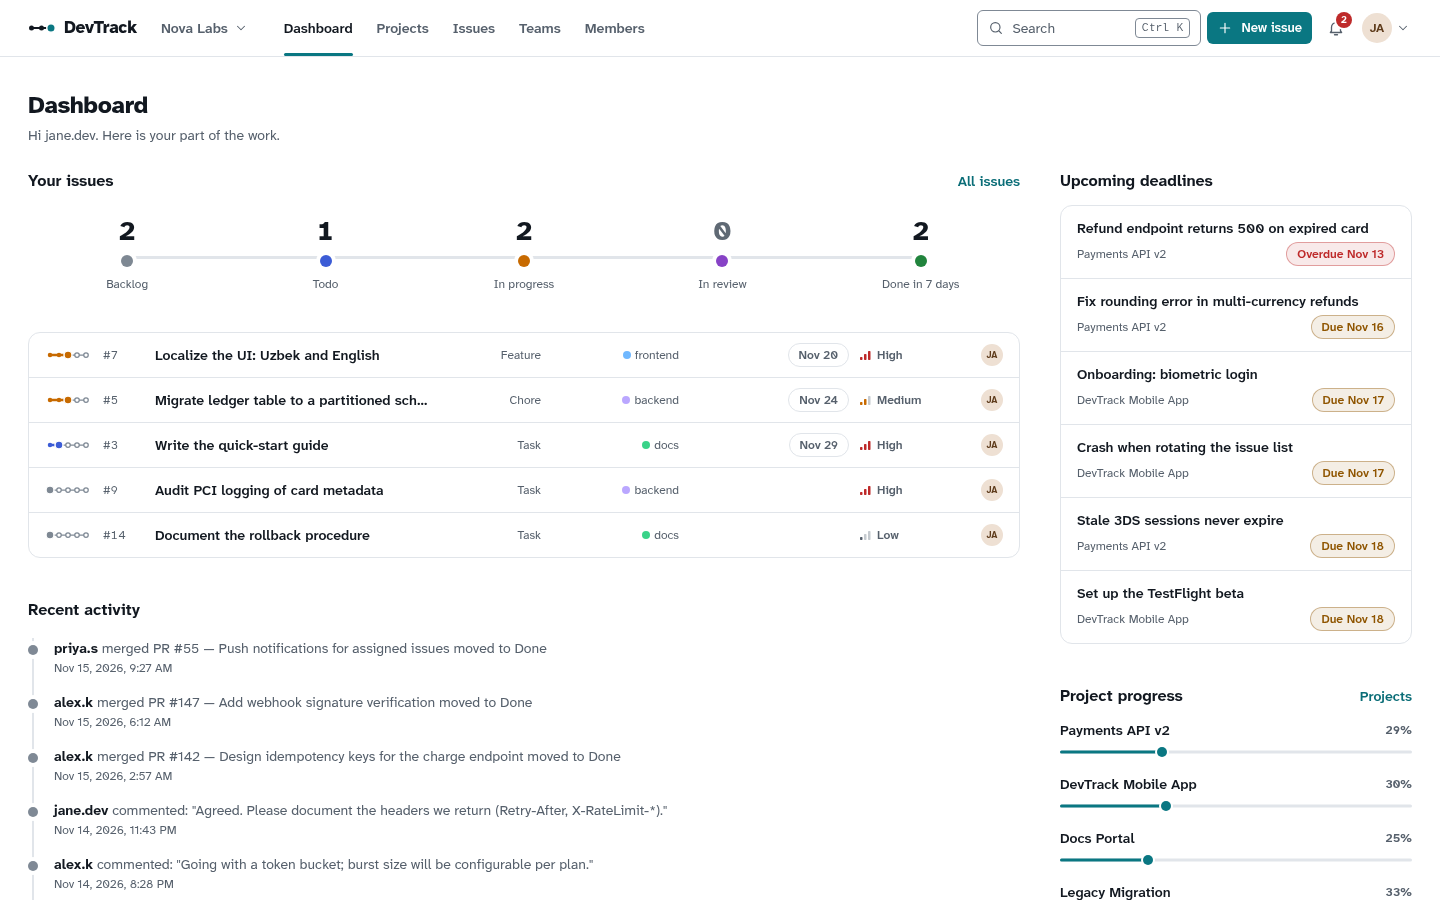 DevTrack
Nova Labs
Dashboard
Projects
Issues
Teams
Members
Search
Ctrl K
New issue
2
JA
Dashboard
Hi jane.dev. Here is your part of the work.
Your issues
All issues
2
1
2
0
2
Backlog
Todo
In progress
In review
Done in 7 days
#7 Localize the UI: Uzbek and English Feature frontend Nov 20 High JA
#5 Migrate ledger table to a partitioned sch... Chore backend Nov 24 Medium JA
#3 Write the quick-start guide Task docs Nov 29 High JA
#9 Audit PCI logging of card metadata Task backend High JA
#14 Document the rollback procedure Task docs Low JA
Recent activity
priya.s merged PR #55 — Push notifications for assigned issues moved to Done
Nov 15, 2026, 9:27 AM
alex.k merged PR #147 — Add webhook signature verification moved to Done
Nov 15, 2026, 6:12 AM
alex.k merged PR #142 — Design idempotency keys for the charge endpoint moved to Done
Nov 15, 2026, 2:57 AM
jane.dev commented: "Agreed. Please document the headers we return (Retry-After, X-RateLimit-*)."
Nov 14, 2026, 11:43 PM
alex.k commented: "Going with a token bucket; burst size will be configurable per plan."
Nov 14, 2026, 8:28 PM
Upcoming deadlines
Refund endpoint returns 500 on expired card
Payments API v2 Overdue Nov 13
Fix rounding error in multi-currency refunds
Payments API v2 Due Nov 16
Onboarding: biometric login
DevTrack Mobile App Due Nov 17
Crash when rotating the issue list
DevTrack Mobile App Due Nov 17
Stale 3DS sessions never expire
Payments API v2 Due Nov 18
Set up the TestFlight beta
DevTrack Mobile App Due Nov 18
Project progress
Projects
Payments API v2 29%
DevTrack Mobile App 30%
Docs Portal 25%
Legacy Migration 33%